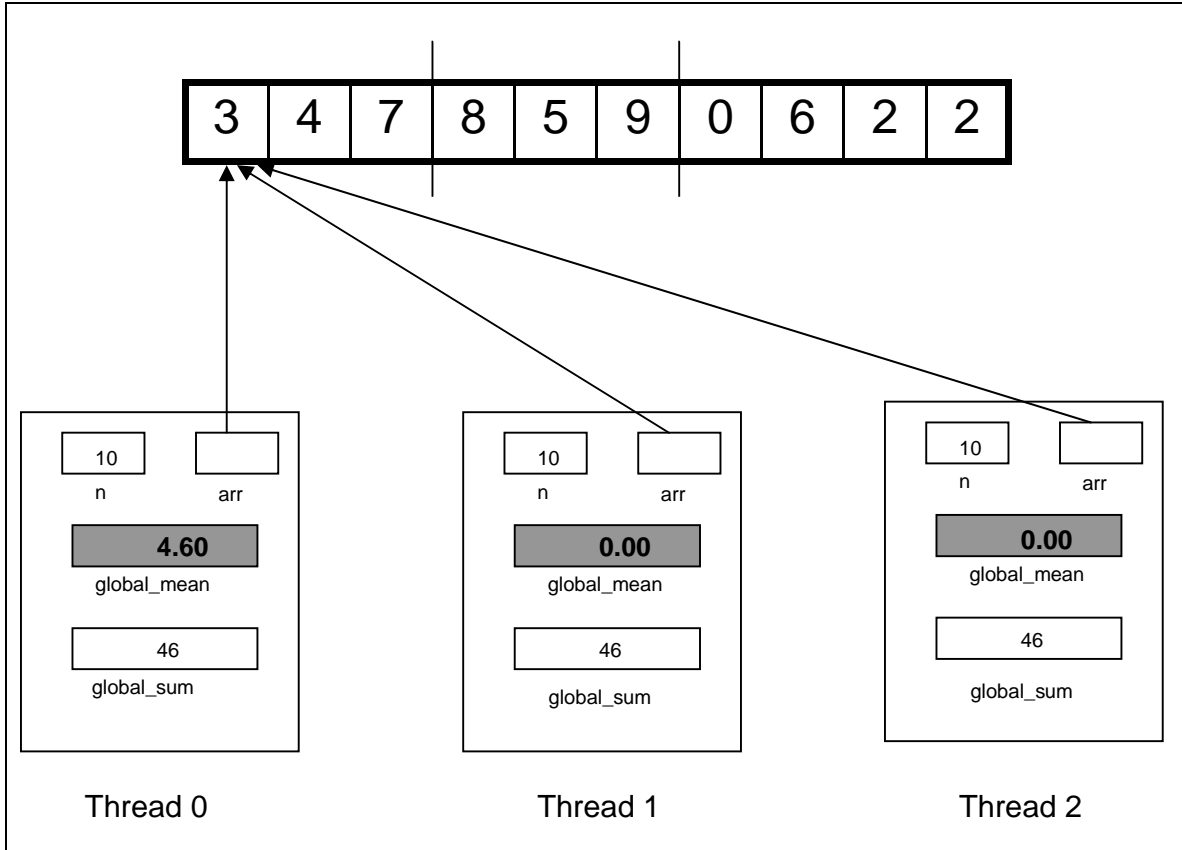 3 4 7 8 5 9 0 6 2 2
10
n arr
4.60
global_mean
46
global_sum
Thread 0
10
n arr
0.00
global_mean
46
global_sum
Thread 1
10
n arr
0.00
global_mean
46
global_sum
Thread 2